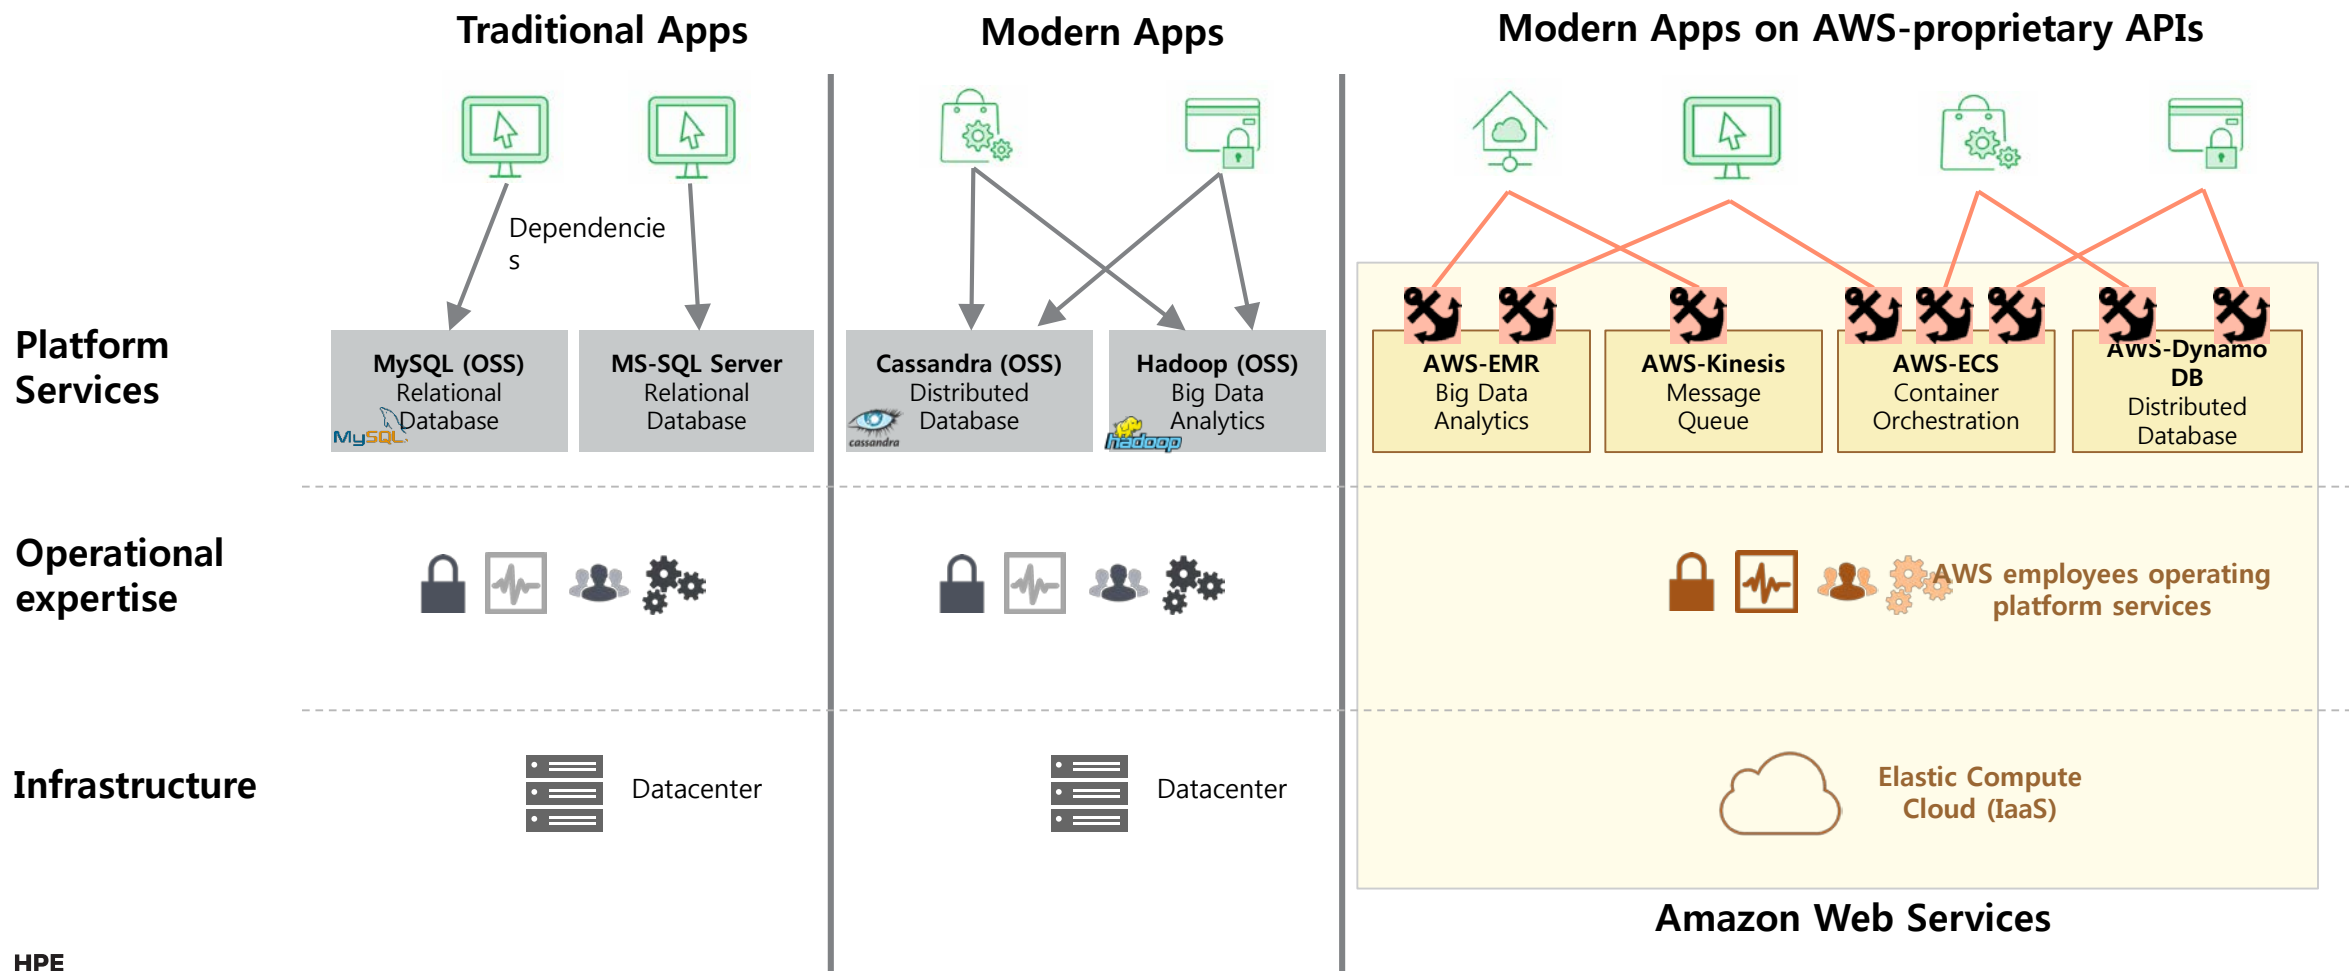 Traditional Apps
Modern Apps
Modern Apps on AWS-proprietary APIs
Dependencie
s
Platform
Services
MySQL (OSS)
Relational
Database
MySQL
MS-SQL Server
Relational
Database
Cassandra (OSS)
Distributed
Database
cassandra
Hadoop (OSS)
Big Data
Analytics
hadoop
AWS-EMR
Big Data
Analytics
AWS-Kinesis
Message
Queue
AWS-ECS
Container
Orchestration
AWS-Dynamo
DB
Distributed
Database
Operational
expertise
AWS employees operating
platform services
Infrastructure
Datacenter
Datacenter
Elastic Compute
Cloud (IaaS)
Amazon Web Services
HPE